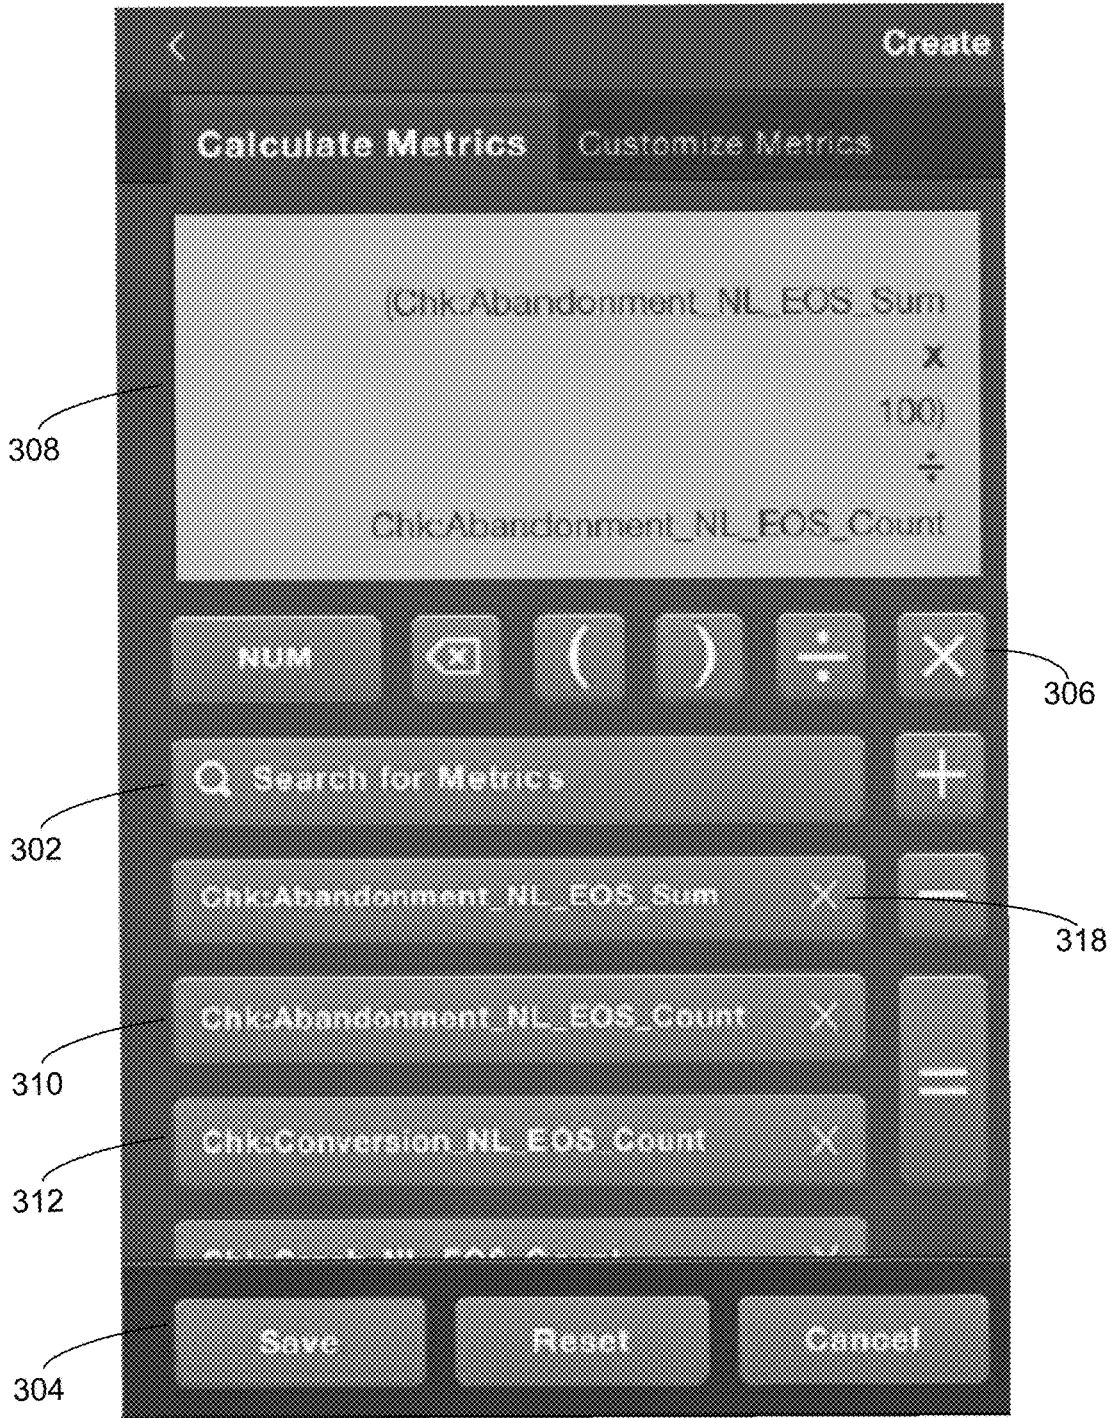 Create
Calculate Metrics Customize Metrics
(Chk:Abandonment_NL_EOS_Sum
x
100)
÷
308
Chk:Abandonment_NL_EOS_Count
NUM ( ) ÷ ×
306
Search for Metrics +
302
Chk:Abandonment_NL_EOS_Sum × −
318
Chk:Abandonment_NL_EOS_Count ×
310
=
Chk:Conversion_NL_EOS_Count ×
312
Save Reset Cancel
304